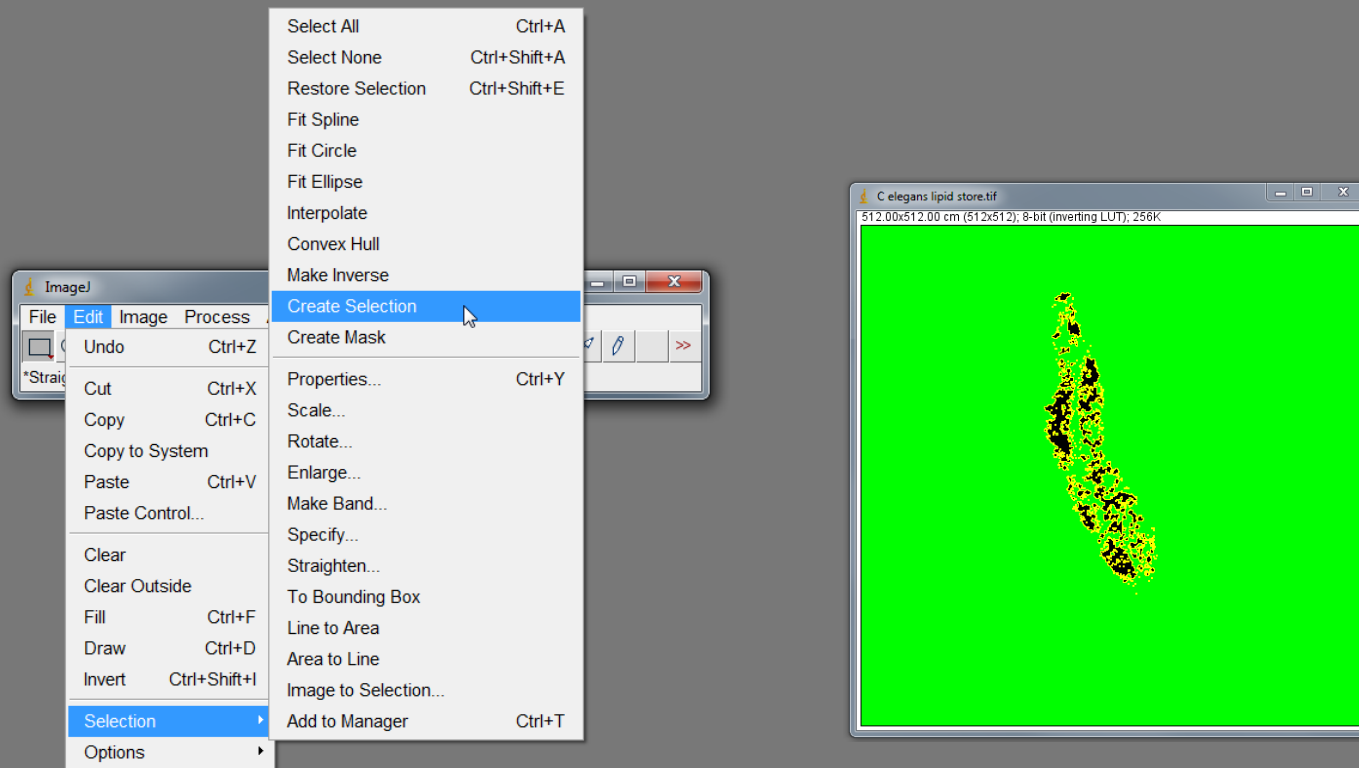 Select All Ctrl+A
Select None Ctrl+Shift+A
Restore Selection Ctrl+Shift+E
Fit Spline
Fit Circle
Fit Ellipse
Interpolate
Convex Hull
Make Inverse
Create Selection
Create Mask
Properties... Ctrl+Y
Scale...
Rotate...
Enlarge...
Make Band...
Specify...
Straighten...
To Bounding Box
Line to Area
Area to Line
Image to Selection...
Add to Manager Ctrl+T
ImageJ
File Edit Image Process
>>
*Straig
Undo Ctrl+Z
Cut Ctrl+X
Copy Ctrl+C
Copy to System
Paste Ctrl+V
Paste Control...
Clear
Clear Outside
Fill Ctrl+F
Draw Ctrl+D
Invert Ctrl+Shift+I
Selection
Options
C elegans lipid store.tif
512.00x512.00 cm (512x512); 8-bit (inverting LUT); 256K